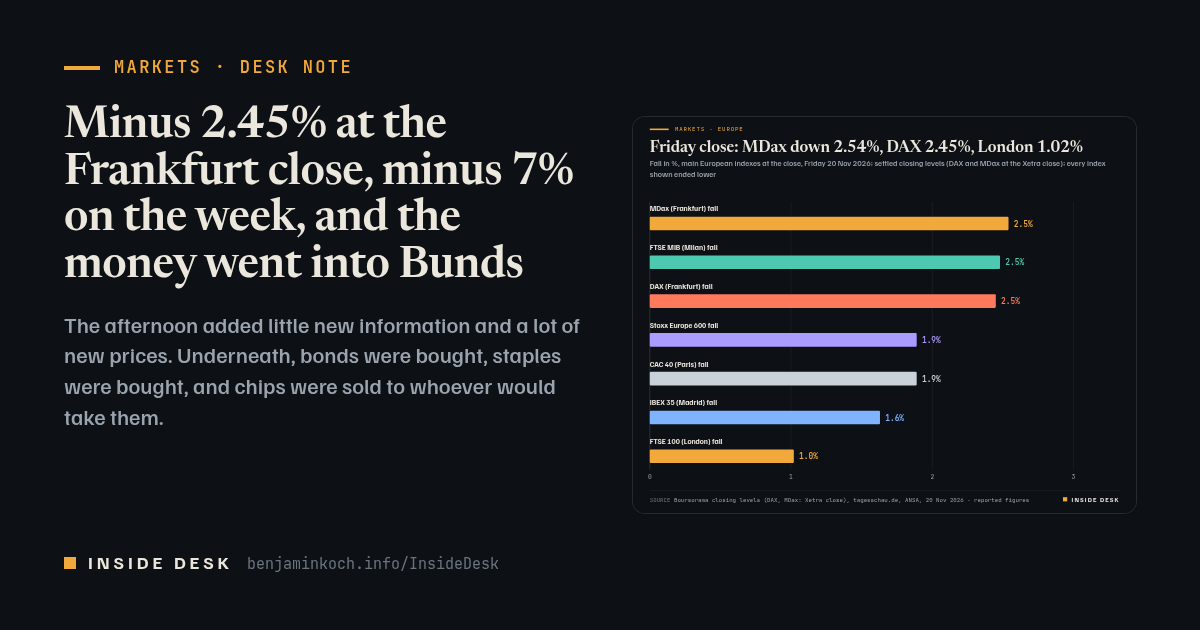 MARKETS · DESK NOTE
Minus 2.45% at the
Frankfurt close, minus 7%
on the week, and the
money went into Bunds
The afternoon added little new information and a lot of
new prices. Underneath, bonds were bought, staples
were bought, and chips were sold to whoever would
take them.
MARKETS · EUROPE
Friday close: MDax down 2.54%, DAX 2.45%, London 1.02%
Fall in %, main European indexes at the close, Friday 20 Nov 2026: settled closing levels (DAX and MDax at the Xetra close); every index
shown ended lower
MDax (Frankfurt) fall
2.5%
FTSE MIB (Milan) fall
2.5%
DAX (Frankfurt) fall
2.5%
Stoxx Europe 600 fall
1.9%
CAC 40 (Paris) fall
1.9%
IBEX 35 (Madrid) fall
1.6%
FTSE 100 (London) fall
1.0%
0 1 2 3
SOURCE Boursorama closing levels (DAX, MDax: Xetra close), tagesschau.de, ANSA, 20 Nov 2026 · reported figures
INSIDE DESK
INSIDE DESK benjaminkoch.info/InsideDesk